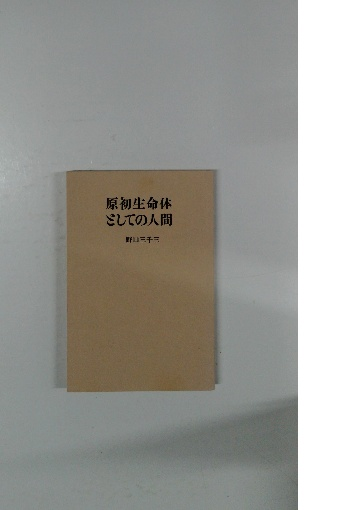 原初生命体
としての人間
野口三千三